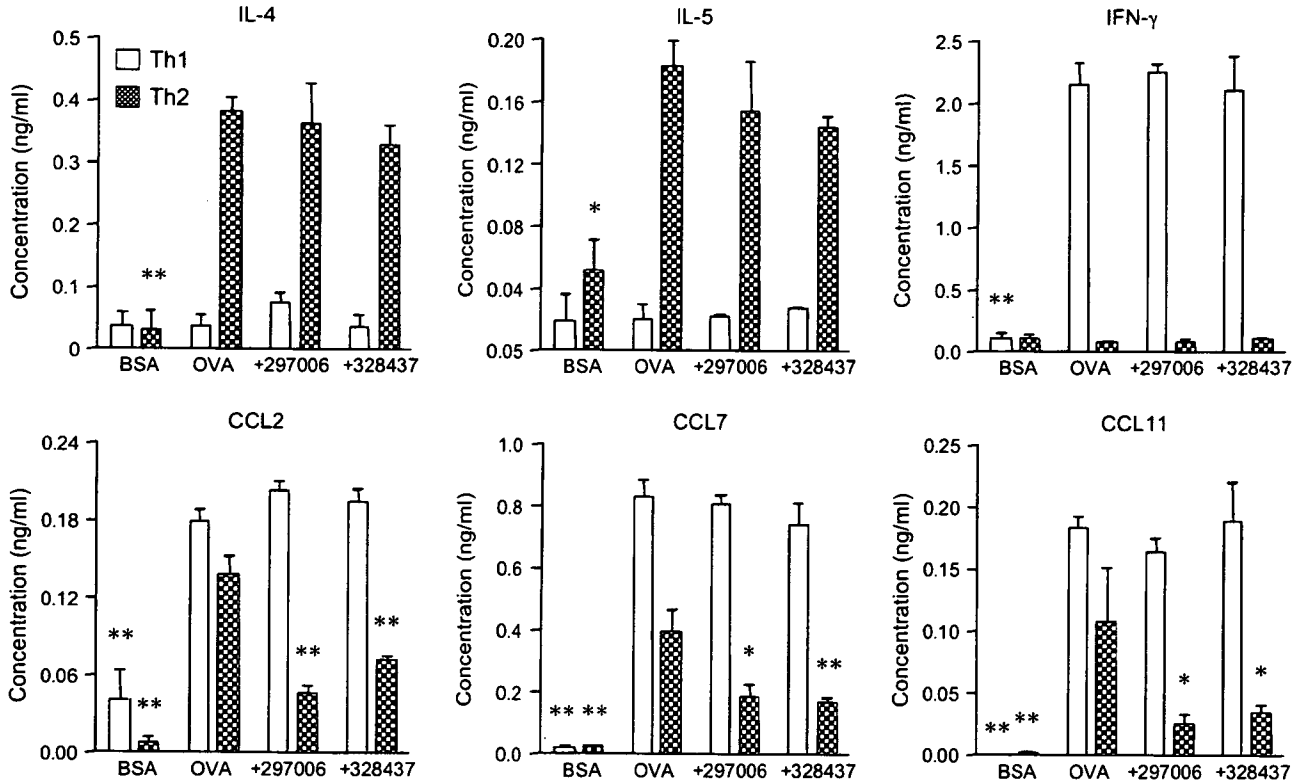 IL-4
Concentration (ng/ml)
0.5
0.4
0.3
0.2
0.1
0
Th1
Th2
**
BSA OVA +297006 +328437
IL-5
Concentration (ng/ml)
0.20
0.16
0.12
0.08
0.04
0.05
*
BSA OVA +297006 +328437
IFN-γ
Concentration (ng/ml)
2.5
2.0
1.5
1.0
2.5
0.0
**
BSA OVA +297006 +328437
CCL2
Concentration (ng/ml)
0.24
0.18
0.12
0.06
0.00
** ** ** **
BSA OVA +297006 +328437
CCL7
Concentration (ng/ml)
1.0
0.8
0.6
0.4
0.2
0.0
** ** * **
BSA OVA +297006 +328437
CCL11
Concentration (ng/ml)
0.25
0.20
0.15
0.10
0.05
0.00
** ** * *
BSA OVA +297006 +328437